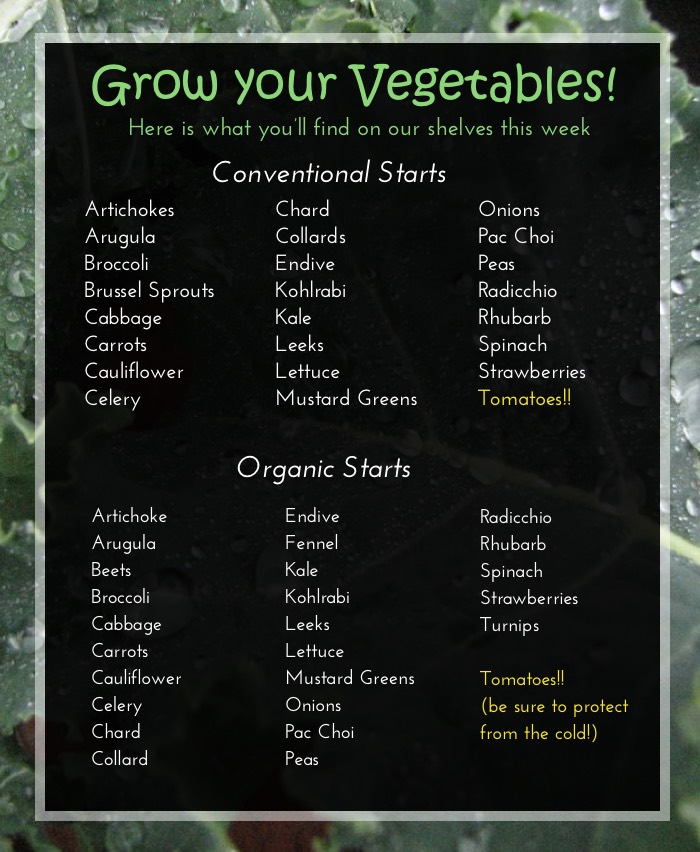 Grow your Vegetables!
Here is what you'll find on our shelves this week
Conventional Starts
Artichokes
Arugula
Broccoli
Brussel Sprouts
Cabbage
Carrots
Cauliflower
Celery
Chard
Collards
Endive
Kohlrabi
Kale
Leeks
Lettuce
Mustard Greens
Onions
Pac Choi
Peas
Radicchio
Rhubarb
Spinach
Strawberries
Tomatoes!!
Organic Starts
Artichoke
Arugula
Beets
Broccoli
Cabbage
Carrots
Cauliflower
Celery
Chard
Collard
Endive
Fennel
Kale
Kohlrabi
Leeks
Lettuce
Mustard Greens
Onions
Pac Choi
Peas
Radicchio
Rhubarb
Spinach
Strawberries
Turnips
Tomatoes!!
(be sure to protect
from the cold!)